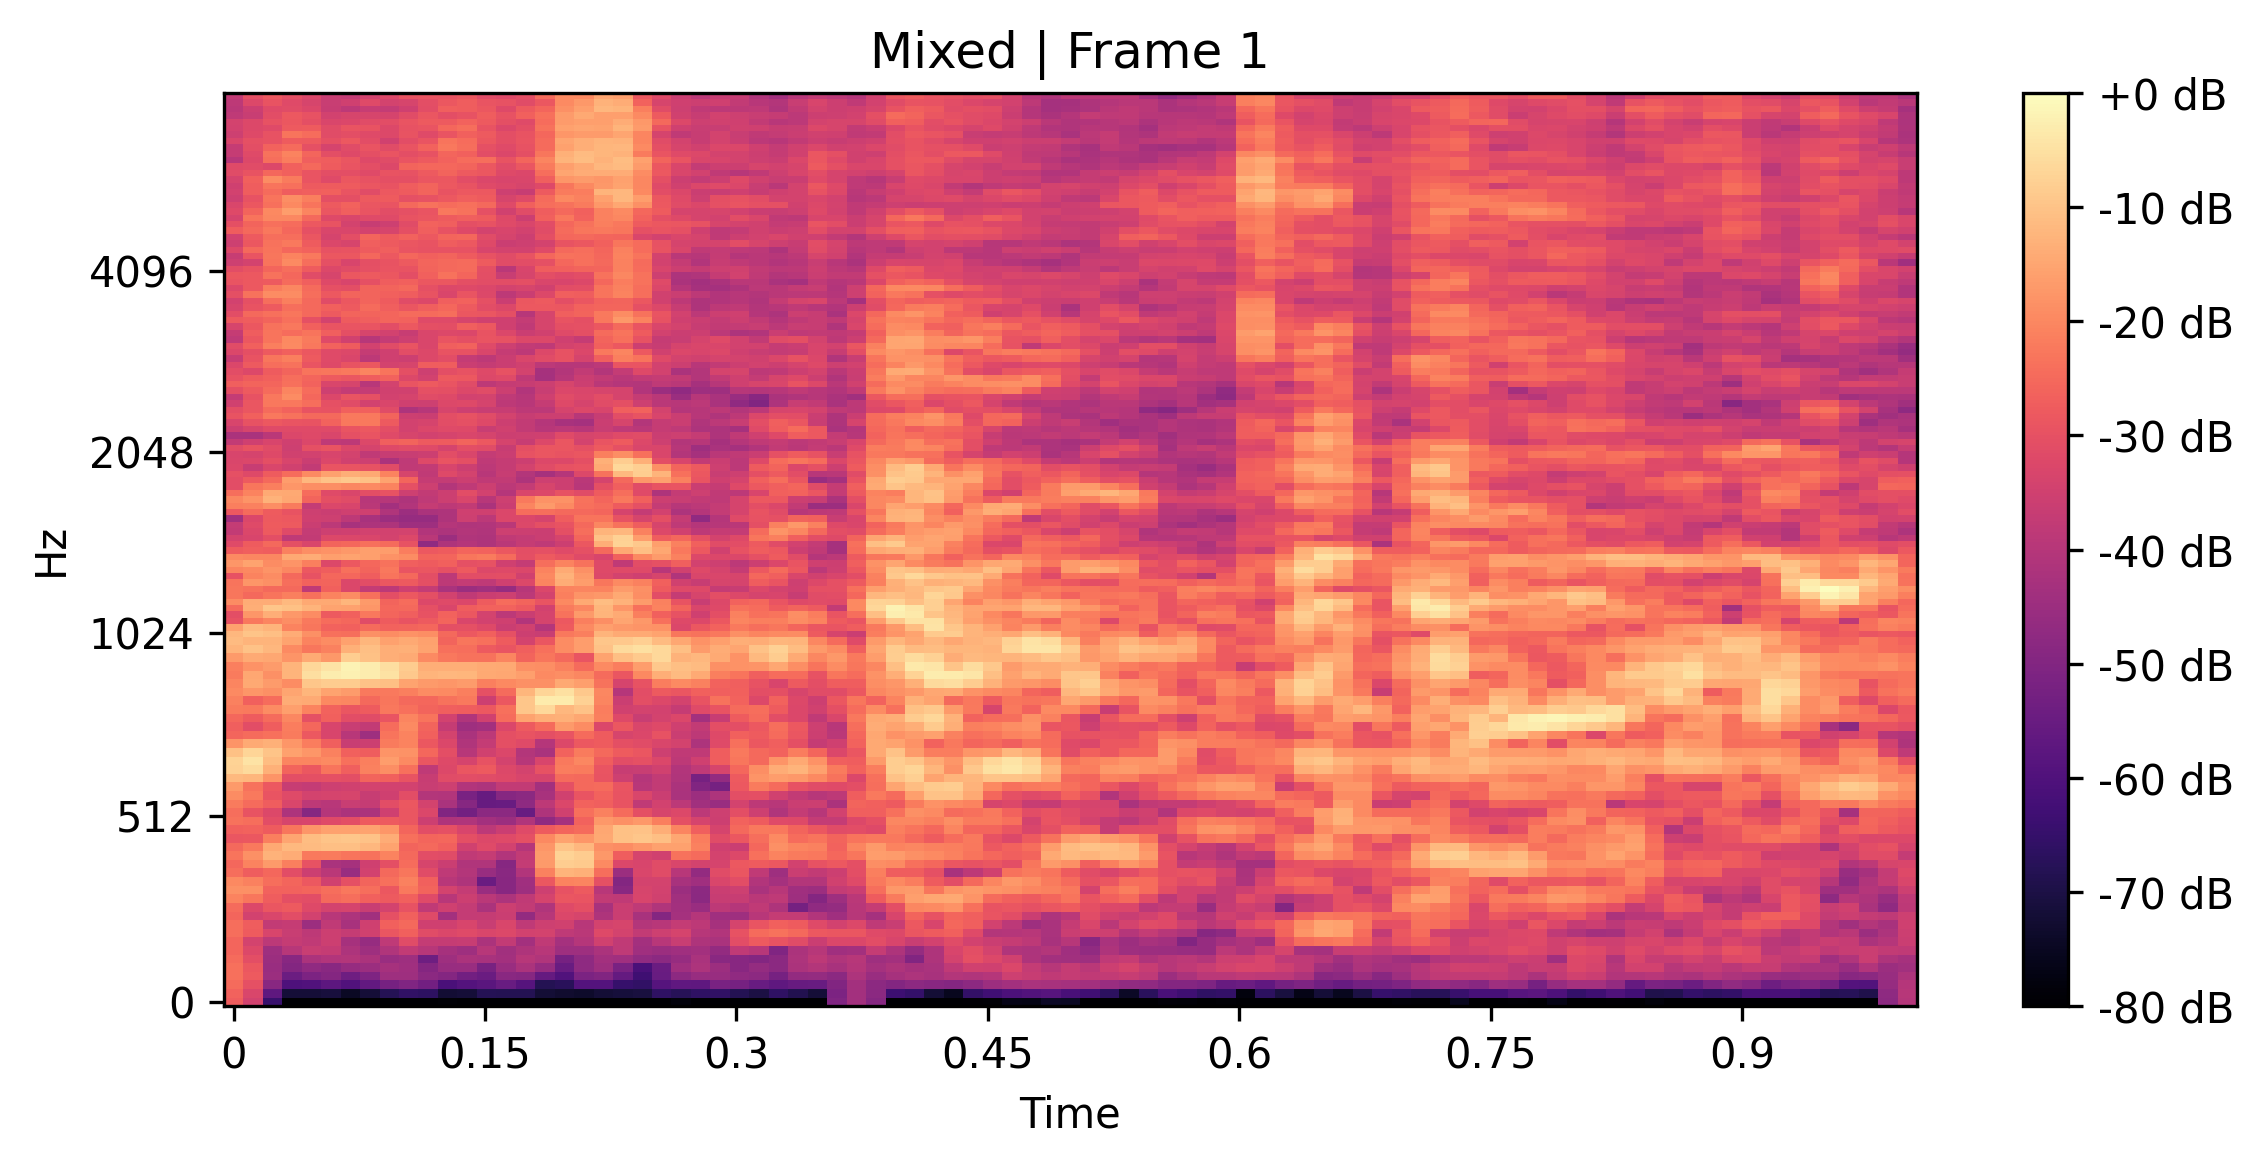 Mixed | Frame 1
+0 dB
-10 dB
-20 dB
-30 dB
-40 dB
-50 dB
-60 dB
-70 dB
-80 dB
Hz
4096
2048
1024
512
0
0 0.15 0.3 0.45 0.6 0.75 0.9
Time